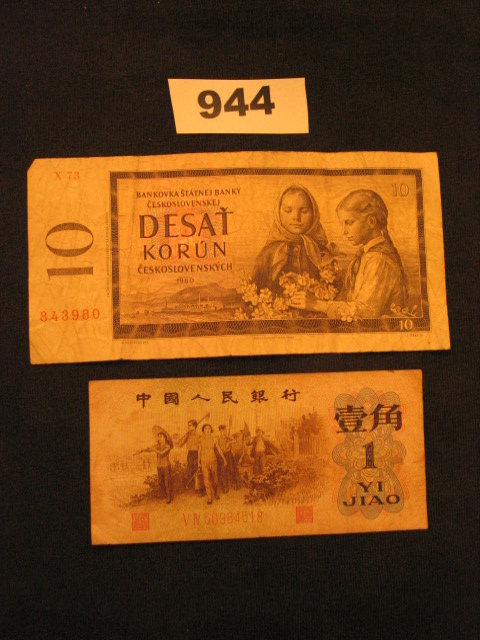 944
X 73
BANKOVKA ŠTÁTNEJ BANKY
ČESKOSLOVENSKEJ
DESAŤ
KORÚN
ČESKOSLOVENSKÝCH
1960
10
843980
10
10
中國人民銀行
壹角
1
YI
JIAO